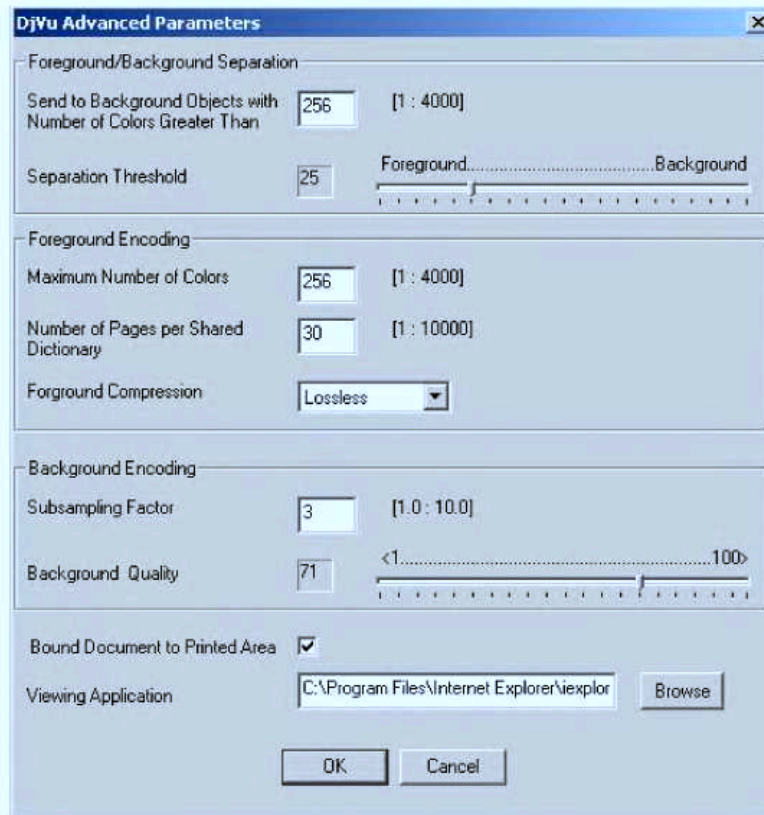 DjVu Advanced Parameters
Foreground/Background Separation
Send to Background Objects with
Number of Colors Greater Than
256
[1 : 4000]
Separation Threshold
25
Foreground......................................Background
Foreground Encoding
Maximum Number of Colors
256
[1 : 4000]
Number of Pages per Shared
Dictionary
30
[1 : 10000]
Forground Compression
Lossless
Background Encoding
Subsampling Factor
3
[1.0 : 10.0]
Background Quality
71
<1..............................................................100>
Bound Document to Printed Area
Viewing Application
C:\Program Files\Internet Explorer\iexplor
Browse
OK
Cancel